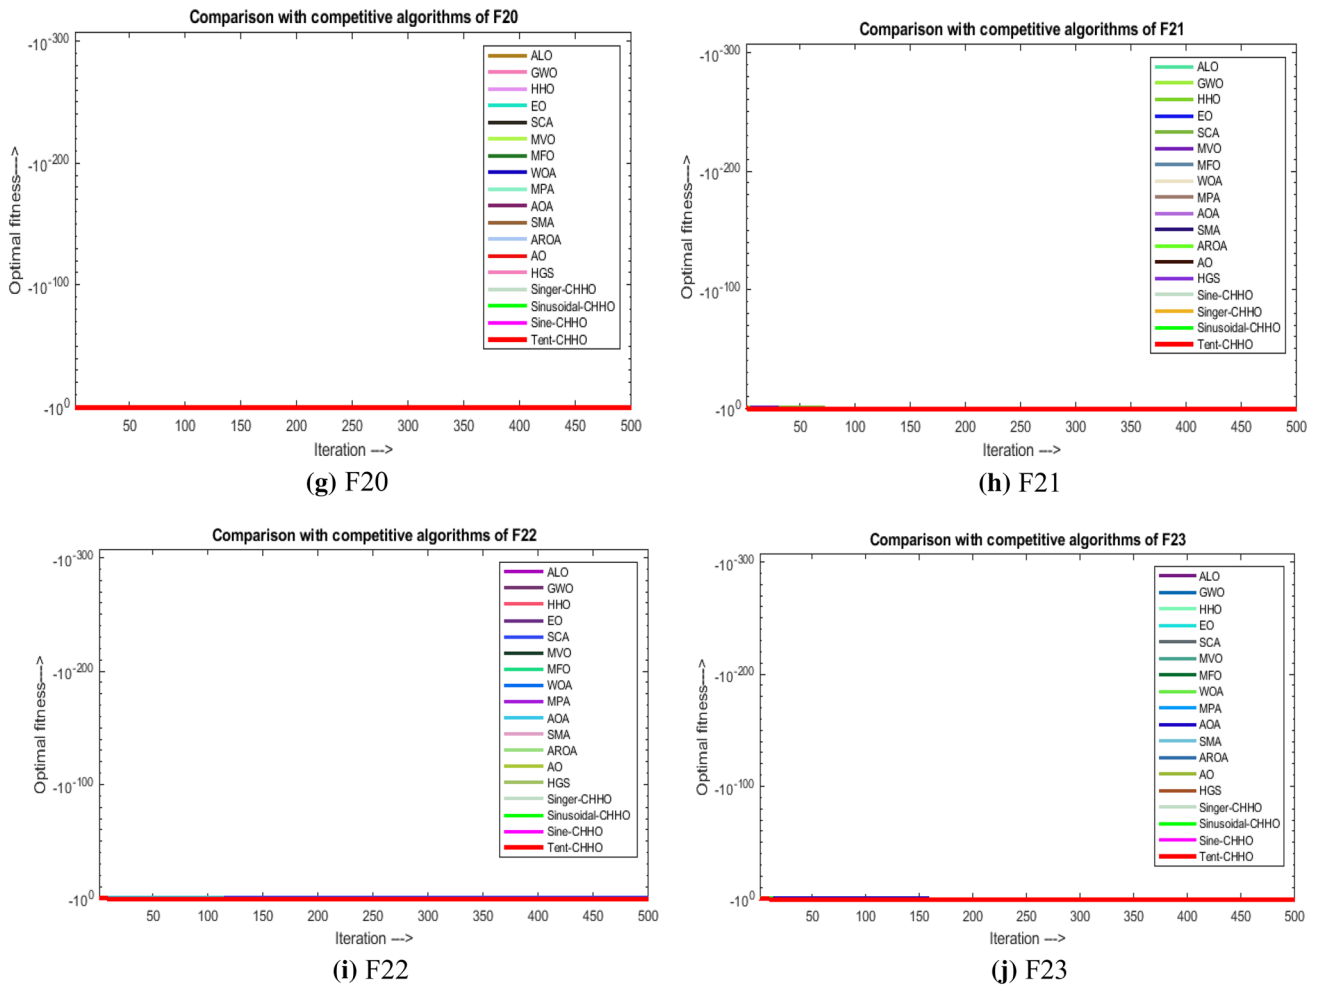 Comparison with competitive algorithms of F20
-10^-300
-10^-200
-10^-100
-10^0
Optimal fitness--->
ALO
GWO
HHO
EO
SCA
MVO
MFO
WOA
MPA
AOA
SMA
AROA
AO
HGS
Singer-CHHO
Sinusoidal-CHHO
Sine-CHHO
Tent-CHHO
50 100 150 200 250 300 350 400 450 500
Iteration --->
(g) F20
Comparison with competitive algorithms of F21
-10^-300
-10^-200
-10^-100
-10^0
Optimal fitness--->
ALO
GWO
HHO
EO
SCA
MVO
MFO
WOA
MPA
AOA
SMA
AROA
AO
HGS
Sine-CHHO
Singer-CHHO
Sinusoidal-CHHO
Tent-CHHO
50 100 150 200 250 300 350 400 450 500
Iteration --->
(h) F21
Comparison with competitive algorithms of F22
-10^-300
-10^-200
-10^-100
-10^0
Optimal fitness--->
ALO
GWO
HHO
EO
SCA
MVO
MFO
WOA
MPA
AOA
SMA
AROA
AO
HGS
Singer-CHHO
Sinusoidal-CHHO
Sine-CHHO
Tent-CHHO
50 100 150 200 250 300 350 400 450 500
Iteration --->
(i) F22
Comparison with competitive algorithms of F23
-10^-300
-10^-200
-10^-100
-10^0
Optimal fitness--->
ALO
GWO
HHO
EO
SCA
MVO
MFO
WOA
MPA
AOA
SMA
AROA
AO
HGS
Singer-CHHO
Sinusoidal-CHHO
Sine-CHHO
Tent-CHHO
50 100 150 200 250 300 350 400 450 500
Iteration --->
(j) F23